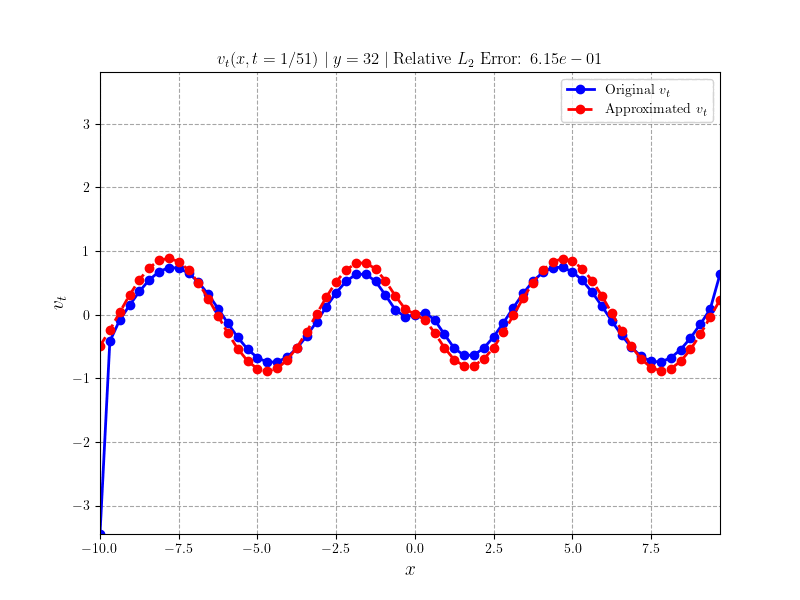 v_t(x, t = 1/51) | y = 32 | Relative L_2 Error: 6.15e − 01
Original v_t
Approximated v_t
3
2
1
0
−1
−2
−3
v_t
−10.0 −7.5 −5.0 −2.5 0.0 2.5 5.0 7.5
x